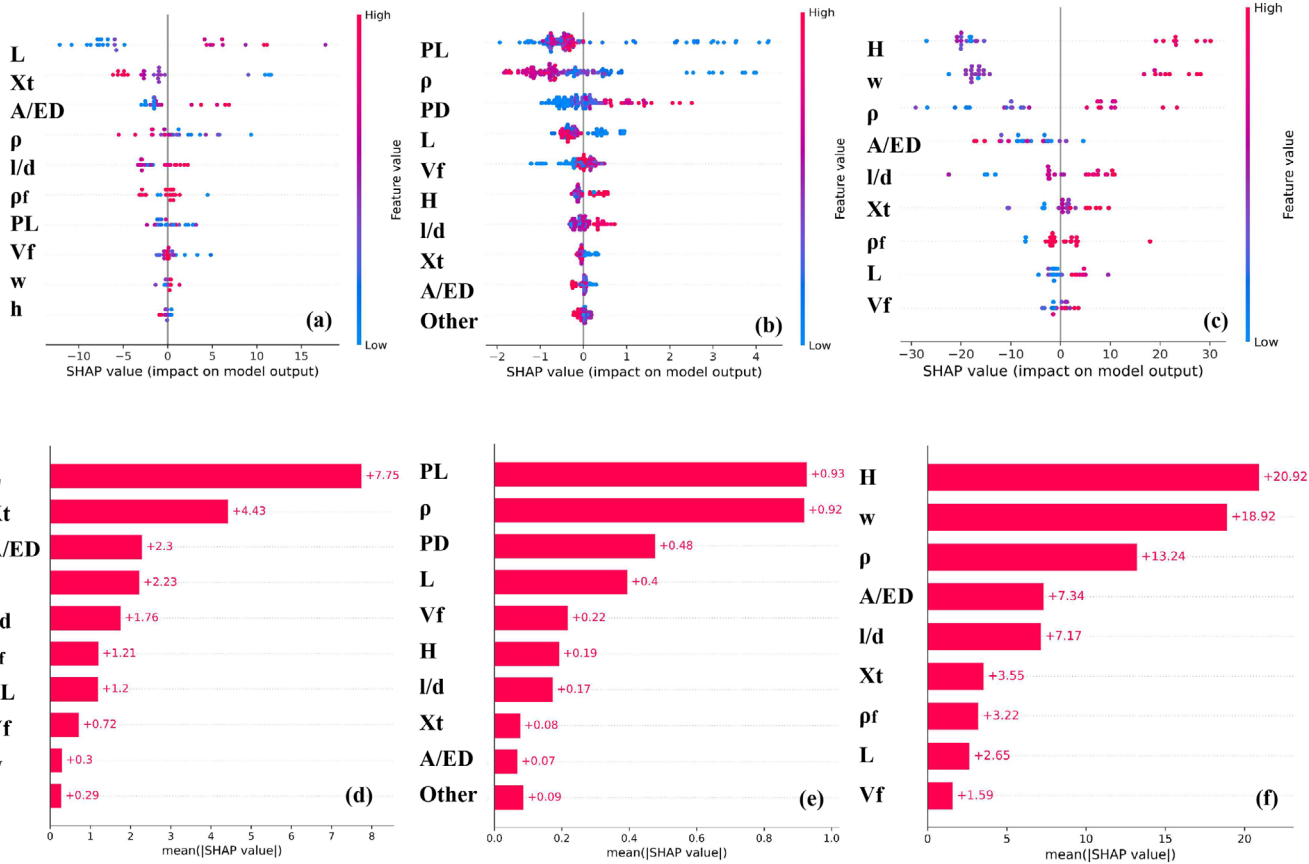 High
High
High
L
Xt
A/ED
ρ
l/d
ρf
PL
Vf
w
h
(a)
Feature value
Low
−10 −5 0 5 10 15
SHAP value (impact on model output)
PL
ρ
PD
L
Vf
H
l/d
Xt
A/ED
Other
(b)
Feature value
Low
−2 −1 0 1 2 3 4
SHAP value (impact on model output)
H
w
ρ
A/ED
l/d
Xt
ρf
L
Vf
(c)
Feature value
Low
−30 −20 −10 0 10 20 30
SHAP value (impact on model output)
+7.75
Xt +4.43
A/ED +2.3
+2.23
d +1.76
f +1.21
L +1.2
f +0.72
+0.3
+0.29
(d)
0 1 2 3 4 5 6 7 8
mean(|SHAP value|)
PL +0.93
ρ +0.92
PD +0.48
L +0.4
Vf +0.22
H +0.19
l/d +0.17
Xt +0.08
A/ED +0.07
Other +0.09
(e)
0.0 0.2 0.4 0.6 0.8 1.0
mean(|SHAP value|)
H +20.92
w +18.92
ρ +13.24
A/ED +7.34
l/d +7.17
Xt +3.55
ρf +3.22
L +2.65
Vf +1.59
(f)
0 5 10 15 20
mean(|SHAP value|)